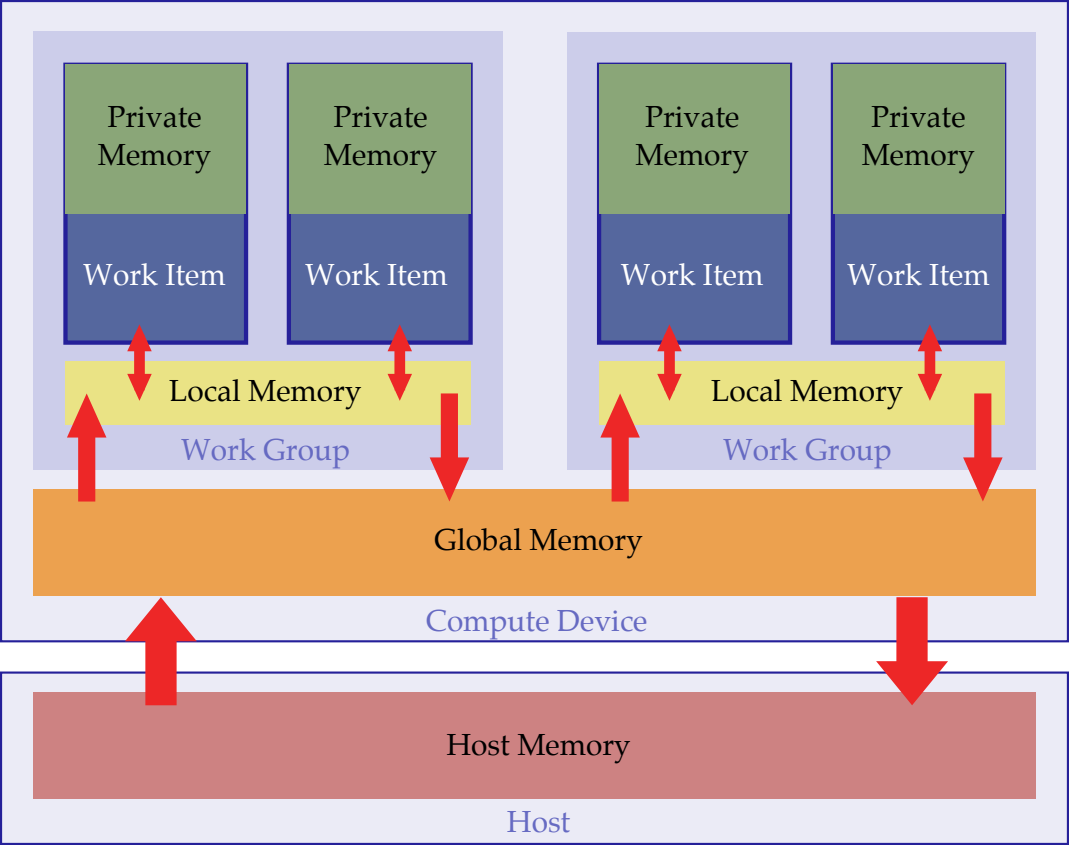 Private
Memory
Private
Memory
Private
Memory
Private
Memory
Work Item
Work Item
Work Item
Work Item
Local Memory
Local Memory
Work Group
Work Group
Global Memory
Compute Device
Host Memory
Host